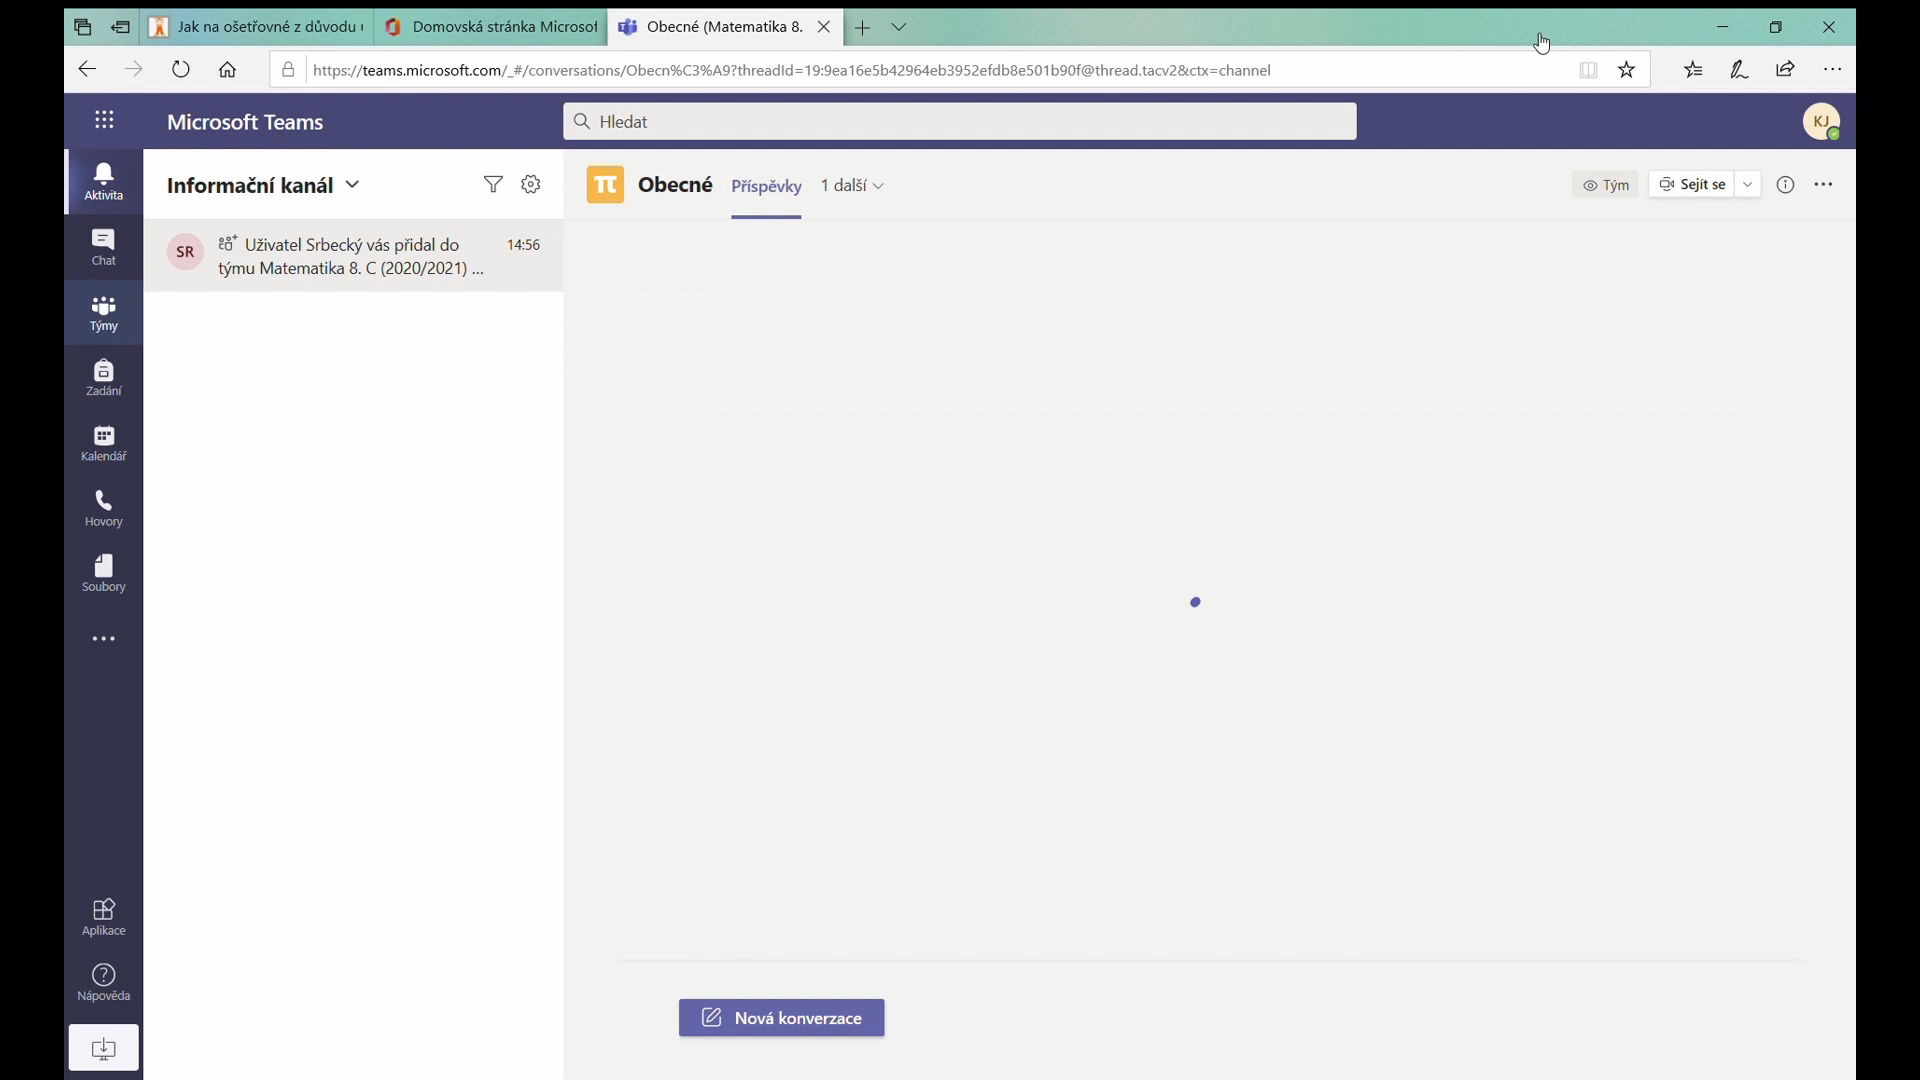 Jak na ošetřovné z důvodu
Domovská stránka Microsof
Obecné (Matematika 8.
https://teams.microsoft.com/_#/conversations/Obecn%C3%A9?threadId=19:9ea16e5b42964eb3952efdb8e501b90f@thread.tacv2&ctx=channel
Microsoft Teams
Hledat
KJ
Aktivita
Chat
Týmy
Zadání
Kalendář
Hovory
Soubory
Aplikace
Nápověda
Informační kanál
SR
Uživatel Srbecký vás přidal do
14:56
týmu Matematika 8. C (2020/2021) ...
π
Obecné
Příspěvky
1 další
Tým
Sejít se
Nová konverzace